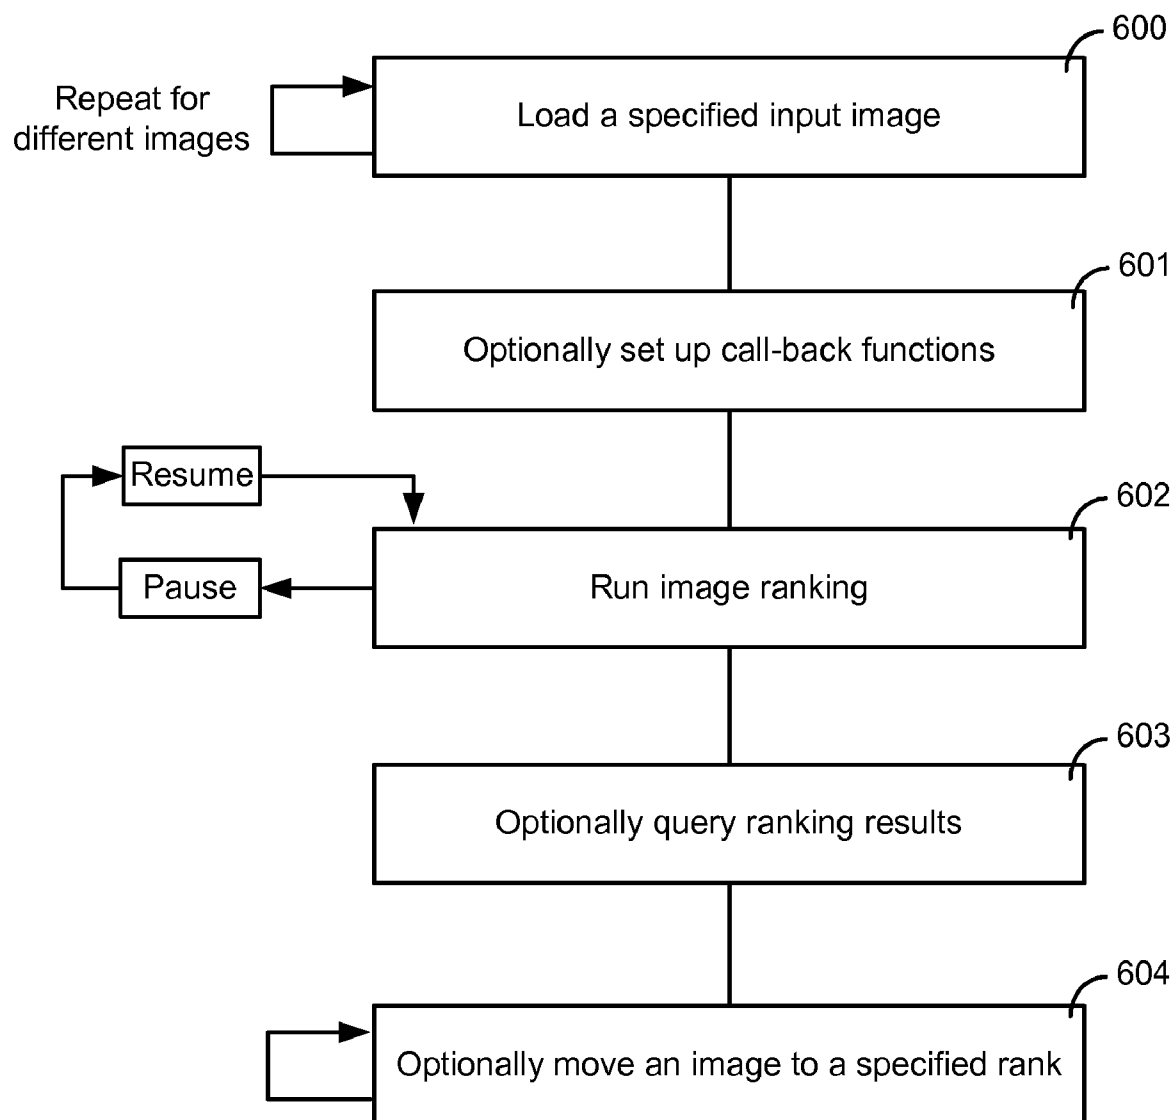 600
Repeat for
different images
Load a specified input image
601
Optionally set up call-back functions
Resume
602
Pause
Run image ranking
603
Optionally query ranking results
604
Optionally move an image to a specified rank